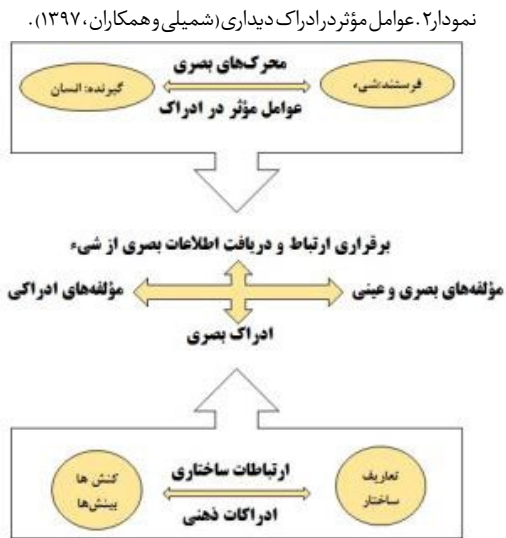 نمودار۲. عوامل مؤثر در ادراک دیداری (شمیلی و همکاران، ۱۳۹۷).
محرک‌های بصری
فرستنده:شیء
گیرنده: انسان
عوامل مؤثر در ادراک
برقراری ارتباط و دریافت اطلاعات بصری از شیء
مؤلفه‌های بصری و عینی
مؤلفه‌های ادراکی
ادراک بصری
ارتباطات ساختاری
تعاریف
ساختار
کنش ها
بینش‌ها
ادراکات ذهنی